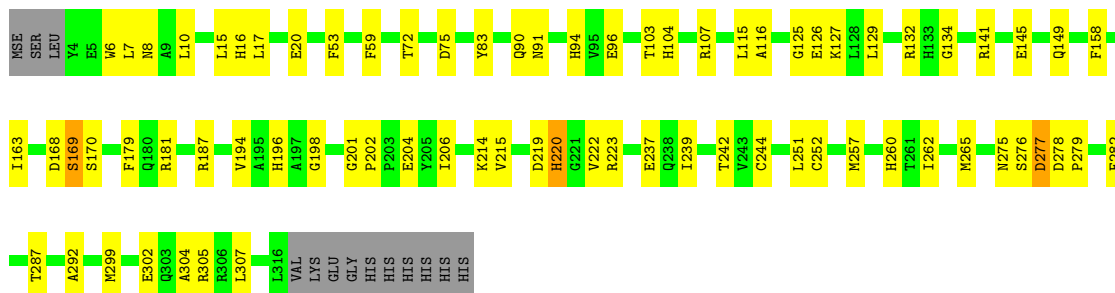 MSE SER LEU Y4 E5 W6 L7 N8 A9 L10 L15 H16 L17 E20 F53 F59 T72 D75 Y83 Q90 N91 H94 V95 E96 T103 H104 R107 L115 A116 G125 E126 K127 L128 L129 R132 H133 G134 R141 E145 Q149 F158
I163 D168 S169 S170 F179 Q180 R181 R187 V194 A195 H196 A197 G198 G201 P202 P203 E204 Y205 I206 K214 V215 D219 H220 G221 V222 R223 E237 Q238 I239 T242 V243 C244 L251 C252 M257 H260 T261 I262 M265 N275 S276 D277 D278 P279
T287 A292 M299 E302 Q303 A304 R305 R306 L307 L316 VAL LYS GLU GLY HIS HIS HIS HIS HIS HIS